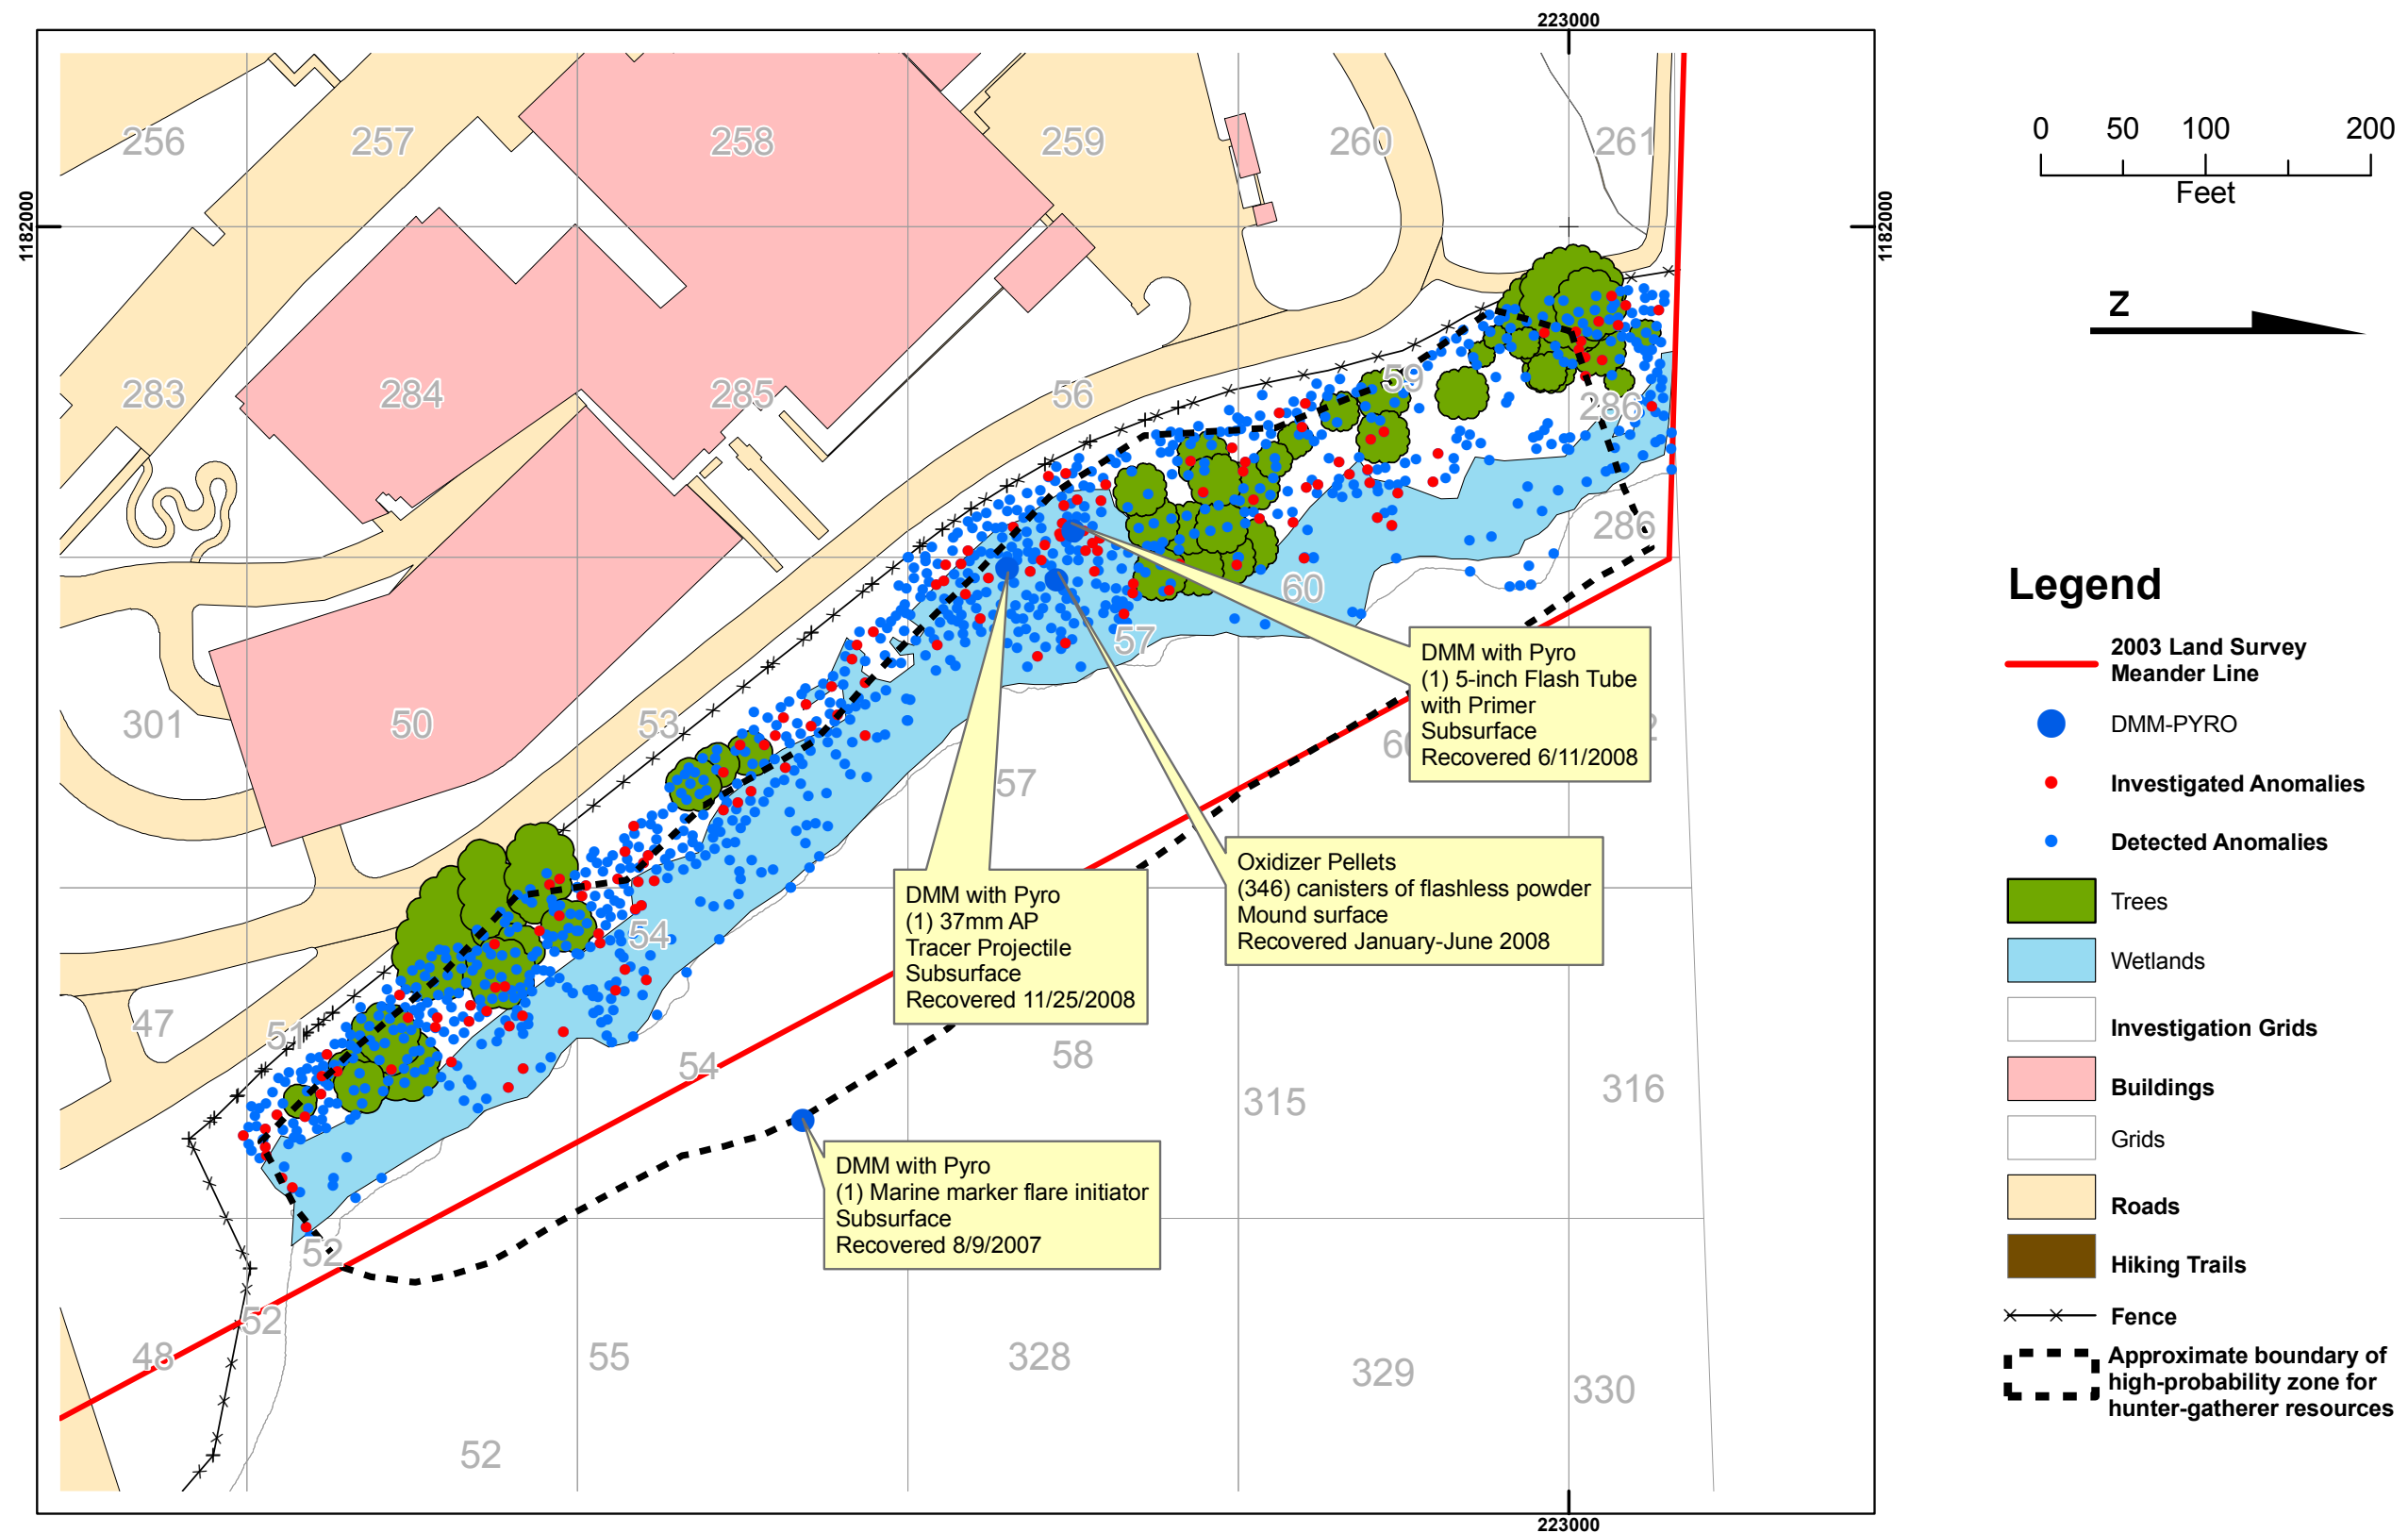 223000
1182000
1182000
256
257
258
259
260
261
283
284
285
56
59
286
286
60
57
301
50
53
57
60
2
54
47
51
54
58
315
316
52
52
48
55
328
329
330
52
DMM with Pyro
(1) 5-inch Flash Tube
with Primer
Subsurface
Recovered 6/11/2008
Oxidizer Pellets
(346) canisters of flashless powder
Mound surface
Recovered January-June 2008
DMM with Pyro
(1) 37mm AP
Tracer Projectile
Subsurface
Recovered 11/25/2008
DMM with Pyro
(1) Marine marker flare initiator
Subsurface
Recovered 8/9/2007
223000
0 50 100 200
Feet
N
Legend
2003 Land Survey
Meander Line
DMM-PYRO
Investigated Anomalies
Detected Anomalies
Trees
Wetlands
Investigation Grids
Buildings
Grids
Roads
Hiking Trails
Fence
Approximate boundary of
high-probability zone for
hunter-gatherer resources